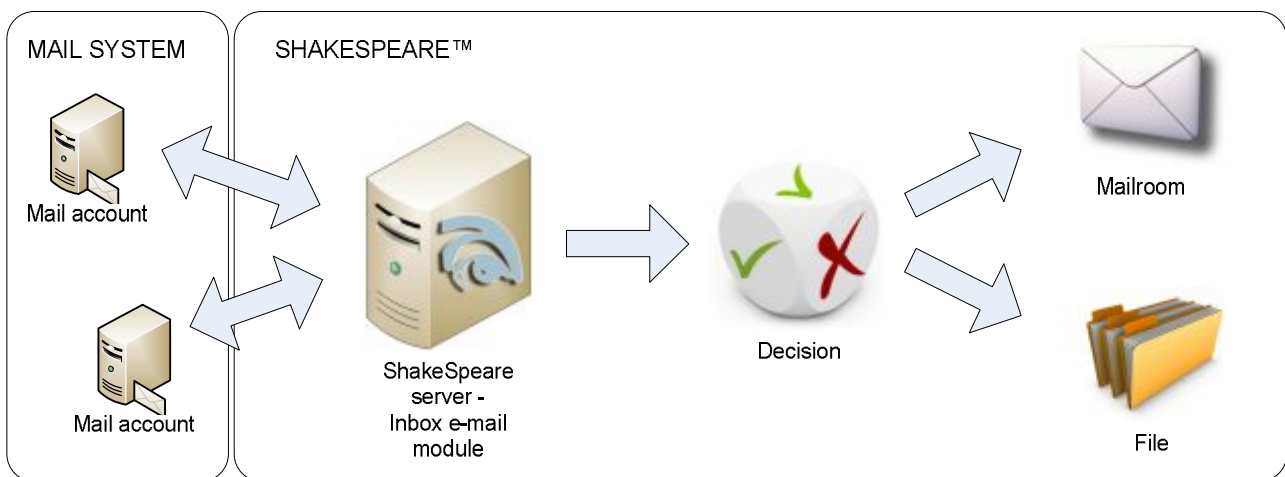 MAIL SYSTEM
SHAKESPEARE™
Mail account
Mail account
ShakeSpeare
server -
Inbox e-mail
module
Decision
Mailroom
File